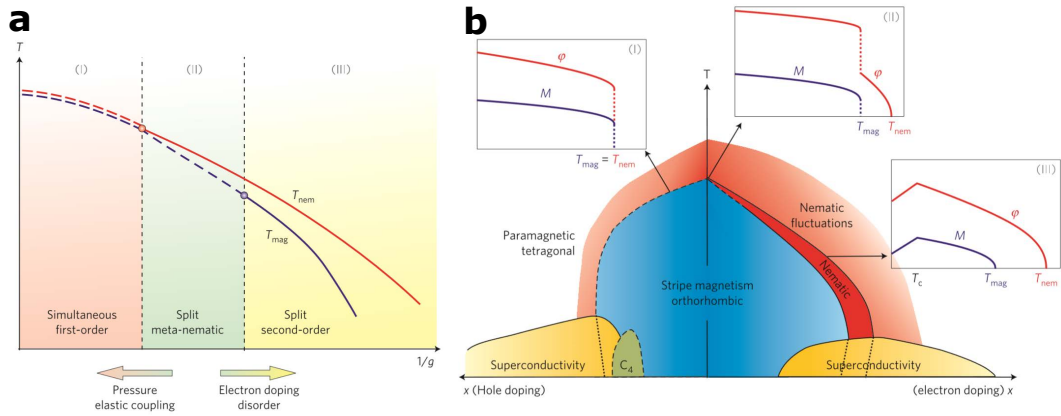 a
T
(I)
(II)
(III)
T_nem
T_mag
Simultaneous
first-order
Split
meta-nematic
Split
second-order
1/g
Pressure
elastic coupling
Electron doping
disorder
b
(I)
φ
M
T_mag = T_nem
(II)
φ
M
T_mag
T_nem
(III)
φ
M
T_c
T_mag
T_nem
T
Paramagnetic
tetragonal
Nematic
fluctuations
Nematic
Stripe magnetism
orthorhombic
Superconductivity
C_4
Superconductivity
x (Hole doping)
(electron doping) x